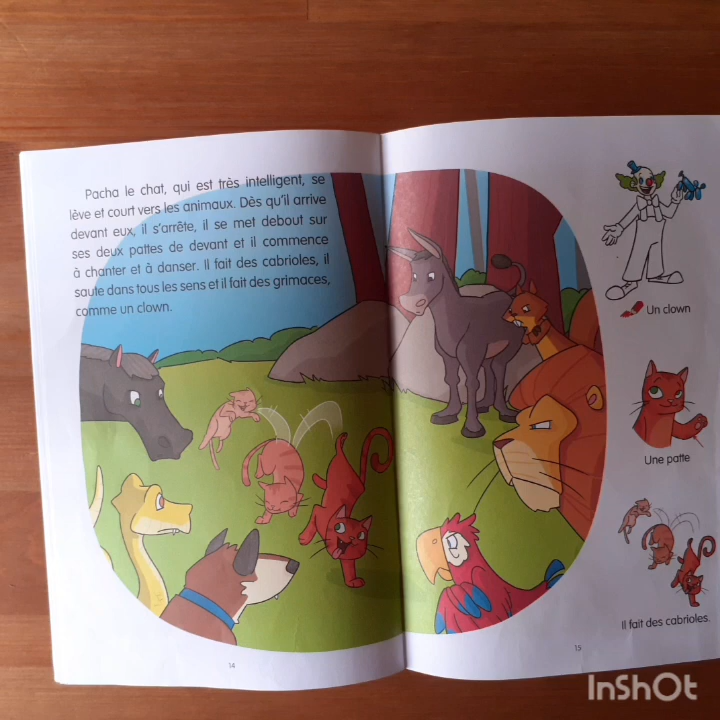 Pacha le chat, qui est très intelligent, se
lève et court vers les animaux. Dès qu'il arrive
devant eux, il s'arrête, il se met debout sur
ses deux pattes de devant et il commence
à chanter et à danser. Il fait des cabrioles, il
saute dans tous les sens et il fait des grimaces,
comme un clown.
14
Un clown
Une patte
Il fait des cabrioles.
15
InShOt